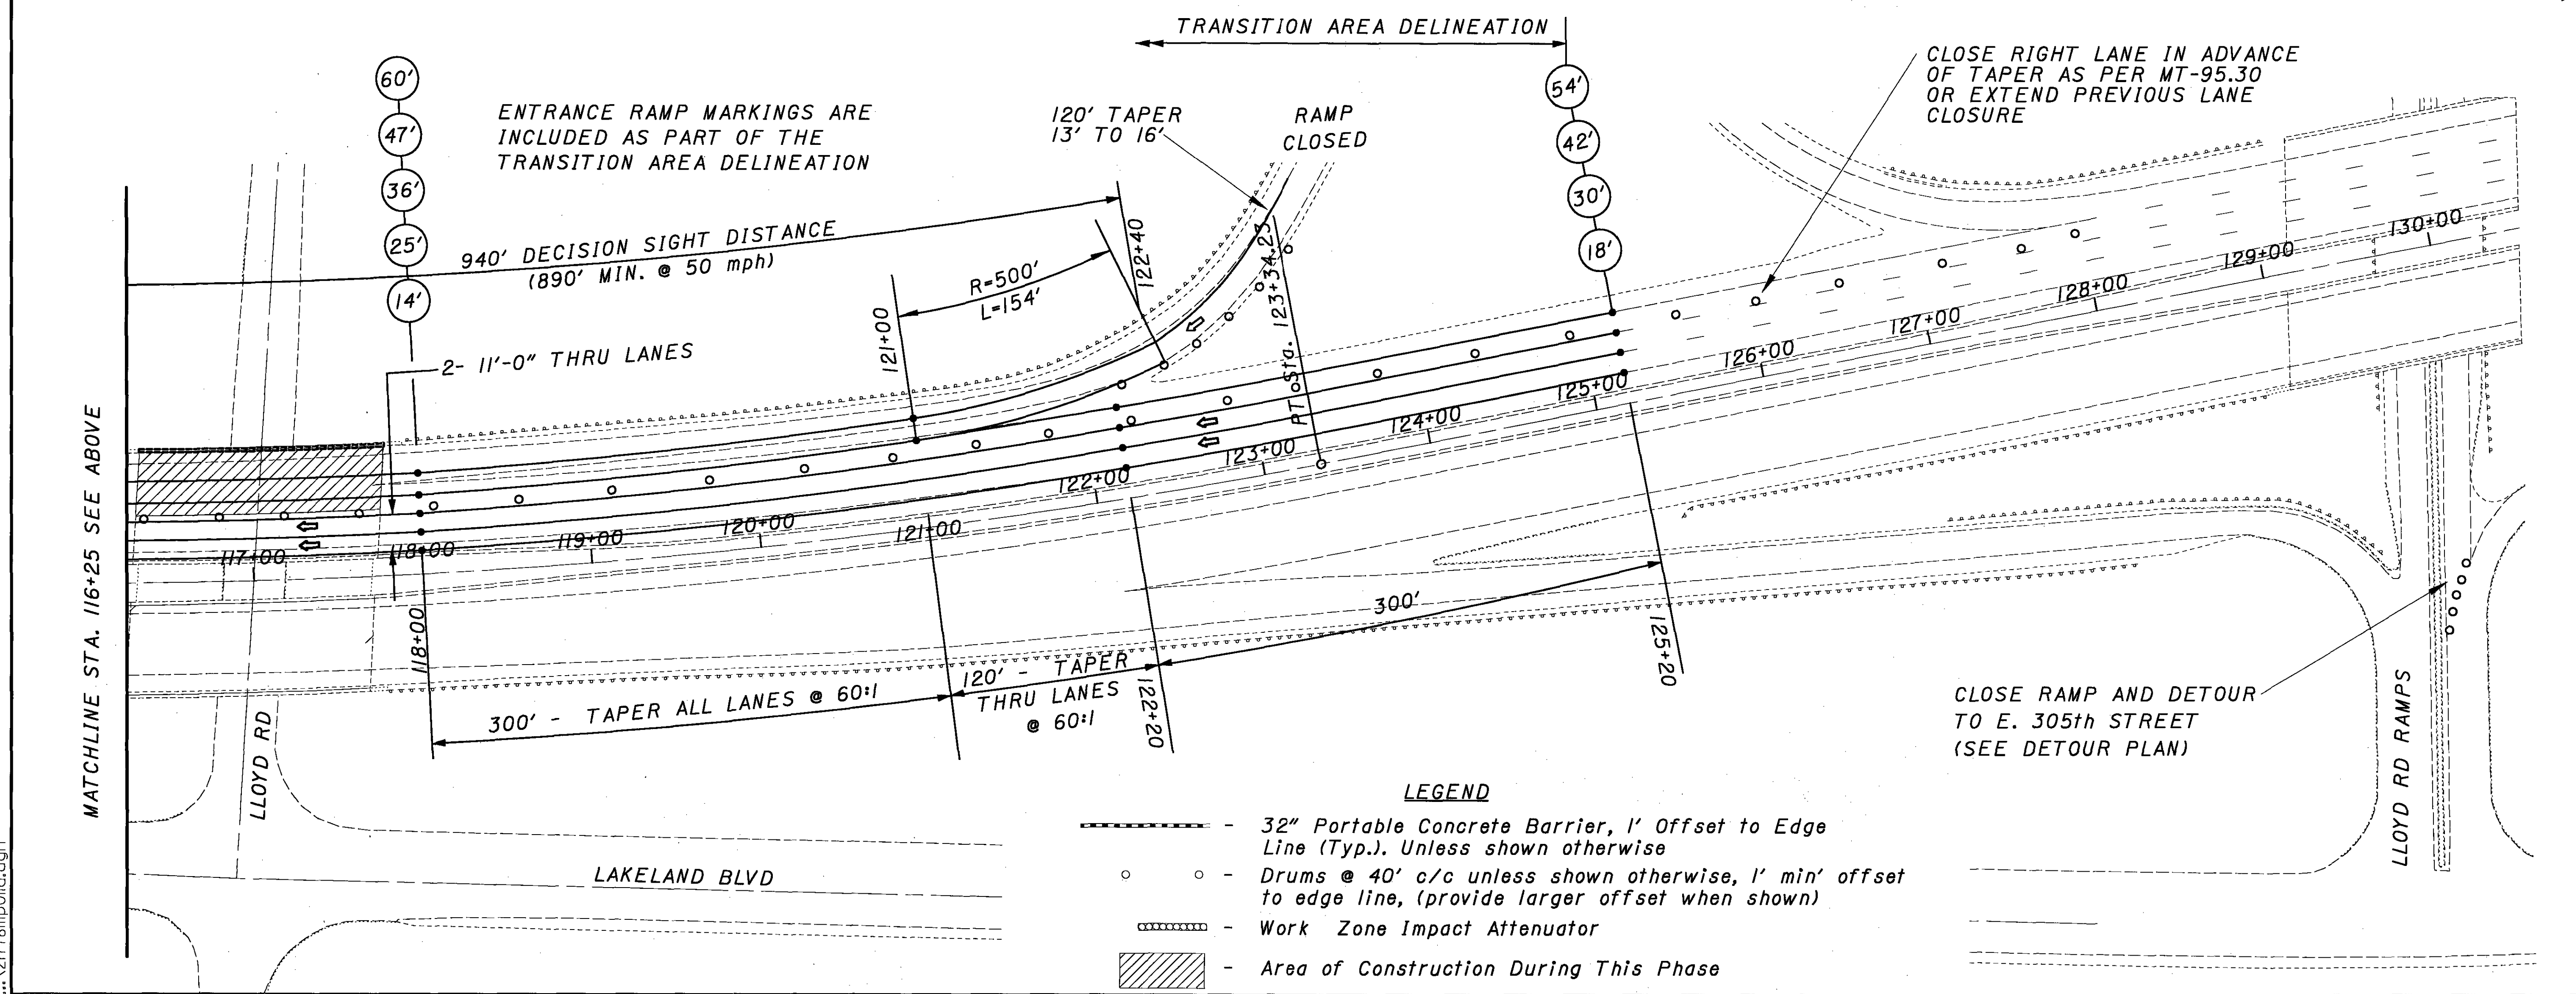 TRANSITION AREA DELINEATION
60'
47'
36'
25'
14'
ENTRANCE RAMP MARKINGS ARE
INCLUDED AS PART OF THE
TRANSITION AREA DELINEATION
120' TAPER
13' TO 16'
RAMP
CLOSED
54'
42'
30'
18'
CLOSE RIGHT LANE IN ADVANCE
OF TAPER AS PER MT-95.30
OR EXTEND PREVIOUS LANE
CLOSURE
940' DECISION SIGHT DISTANCE
(890' MIN. @ 50 mph)
R=500'
L=154'
122+40
121+00
PT Sta. 123+34.23
2- 11'-0" THRU LANES
MATCHLINE STA. 116+25 SEE ABOVE
117+00
118+00
119+00
120+00
121+00
122+00
123+00
124+00
125+00
126+00
127+00
128+00
129+00
130+00
118+00
300' - TAPER ALL LANES @ 60:1
120' - TAPER
THRU LANES
@ 60:1
122+20
300'
125+20
LLOYD RD
LAKELAND BLVD
CLOSE RAMP AND DETOUR
TO E. 305th STREET
(SEE DETOUR PLAN)
LLOYD RD RAMPS
LEGEND
- 32" Portable Concrete Barrier, 1' Offset to Edge
Line (Typ.). Unless shown otherwise
- Drums @ 40' c/c unless shown otherwise, 1' min' offset
to edge line, (provide larger offset when shown)
- Work Zone Impact Attenuator
- Area of Construction During This Phase